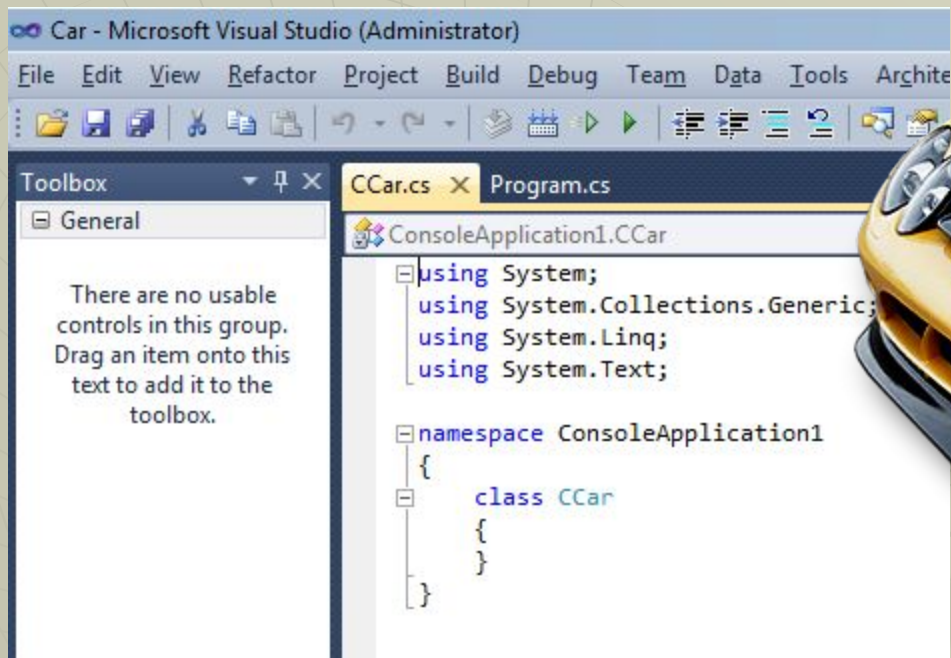 Car - Microsoft Visual Studio (Administrator)
File Edit View Refactor Project Build Debug Team Data Tools Archite
Toolbox
CCar.cs Program.cs
General
ConsoleApplication1.CCar
There are no usable
controls in this group.
Drag an item onto this
text to add it to the
toolbox.
using System;
using System.Collections.Generic;
using System.Linq;
using System.Text;
namespace ConsoleApplication1
{
class CCar
{
}
}